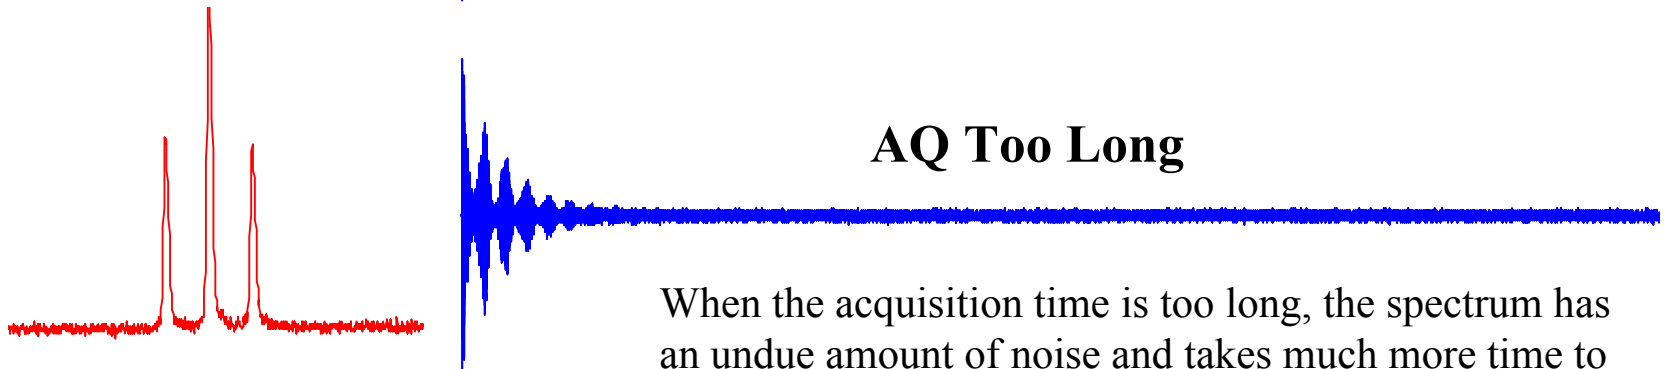 AQ Too Long
When the acquisition time is too long, the spectrum has
an undue amount of noise and takes much more time to